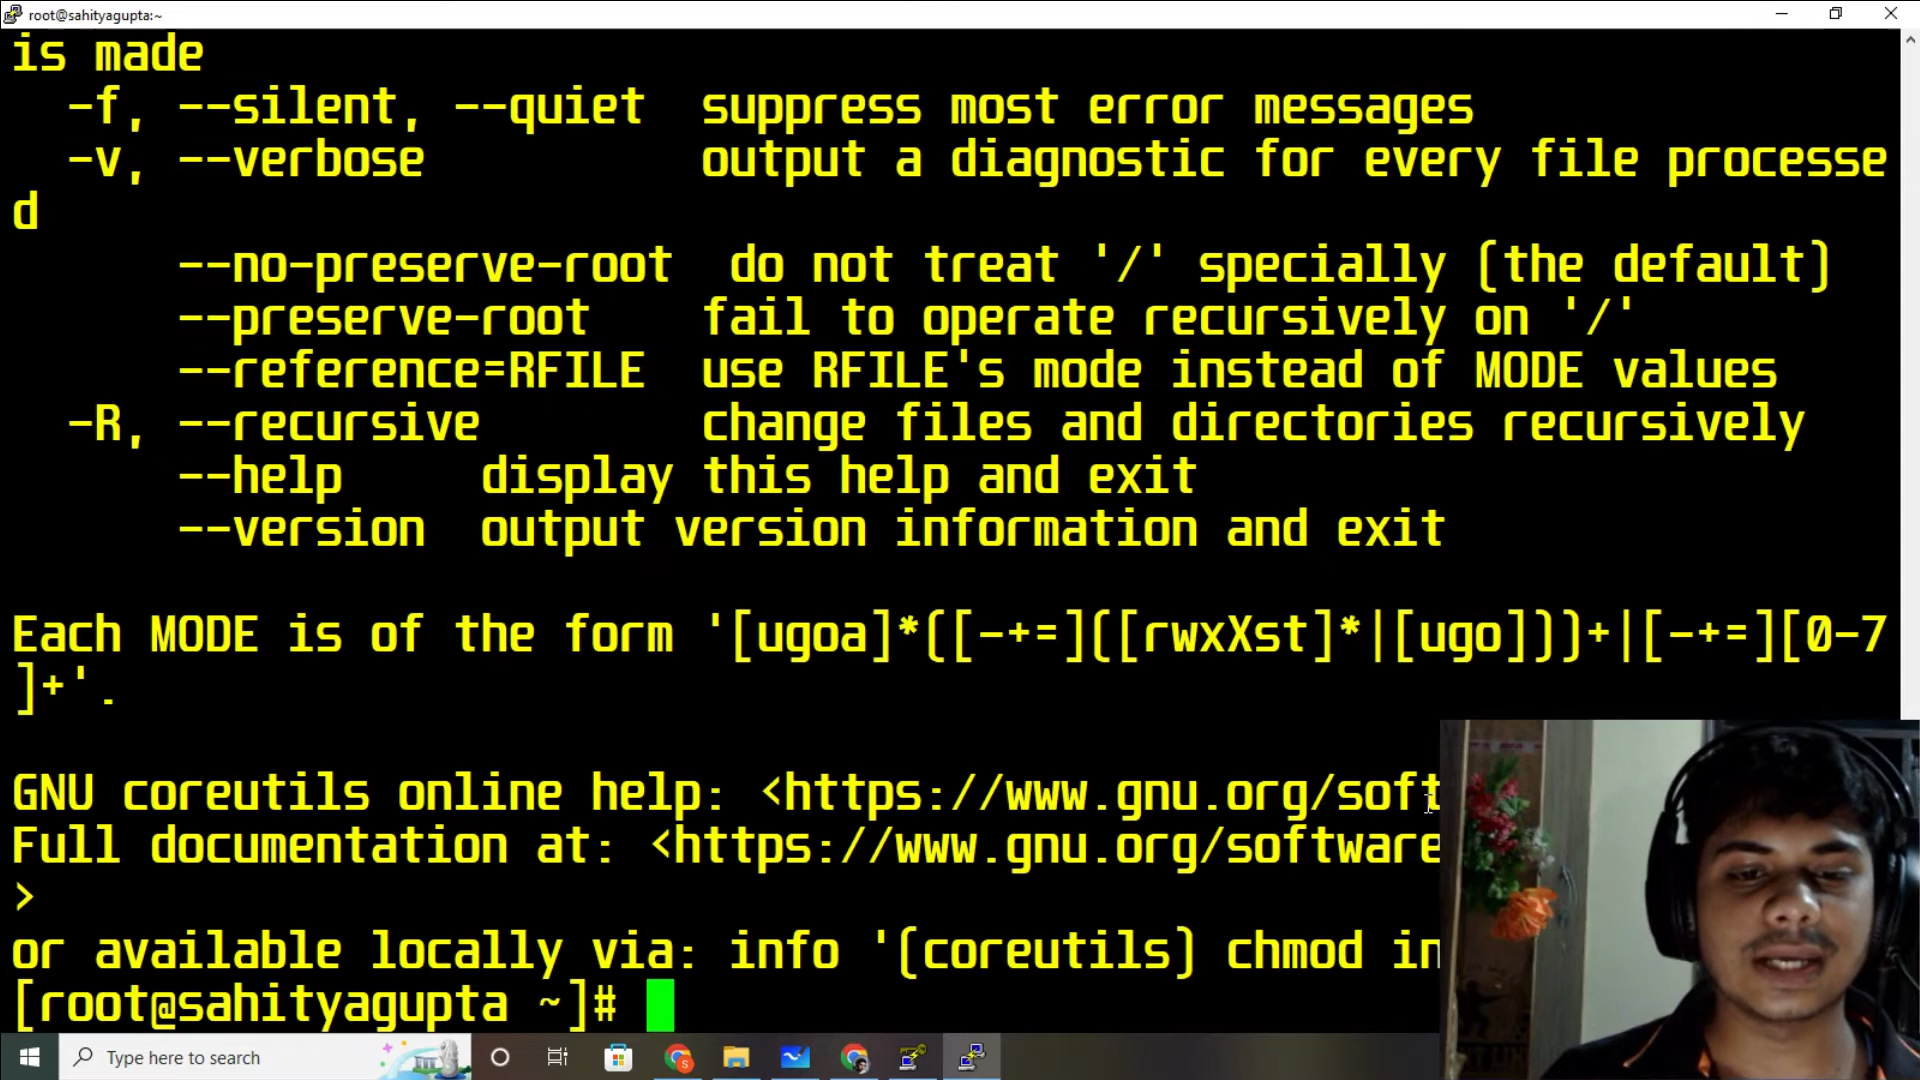 root@sahityagupta:~
is made
  -f, --silent, --quiet  suppress most error messages
  -v, --verbose          output a diagnostic for every file processe
d
      --no-preserve-root  do not treat '/' specially (the default)
      --preserve-root    fail to operate recursively on '/'
      --reference=RFILE  use RFILE's mode instead of MODE values
  -R, --recursive        change files and directories recursively
      --help     display this help and exit
      --version  output version information and exit
Each MODE is of the form '[ugoa]*([-+=]([rwxXst]*|[ugo]))+|[-+=][0-7
]+'.
GNU coreutils online help: <https://www.gnu.org/soft
Full documentation at: <https://www.gnu.org/software
>
or available locally via: info '(coreutils) chmod in
[root@sahityagupta ~]#
Type here to search